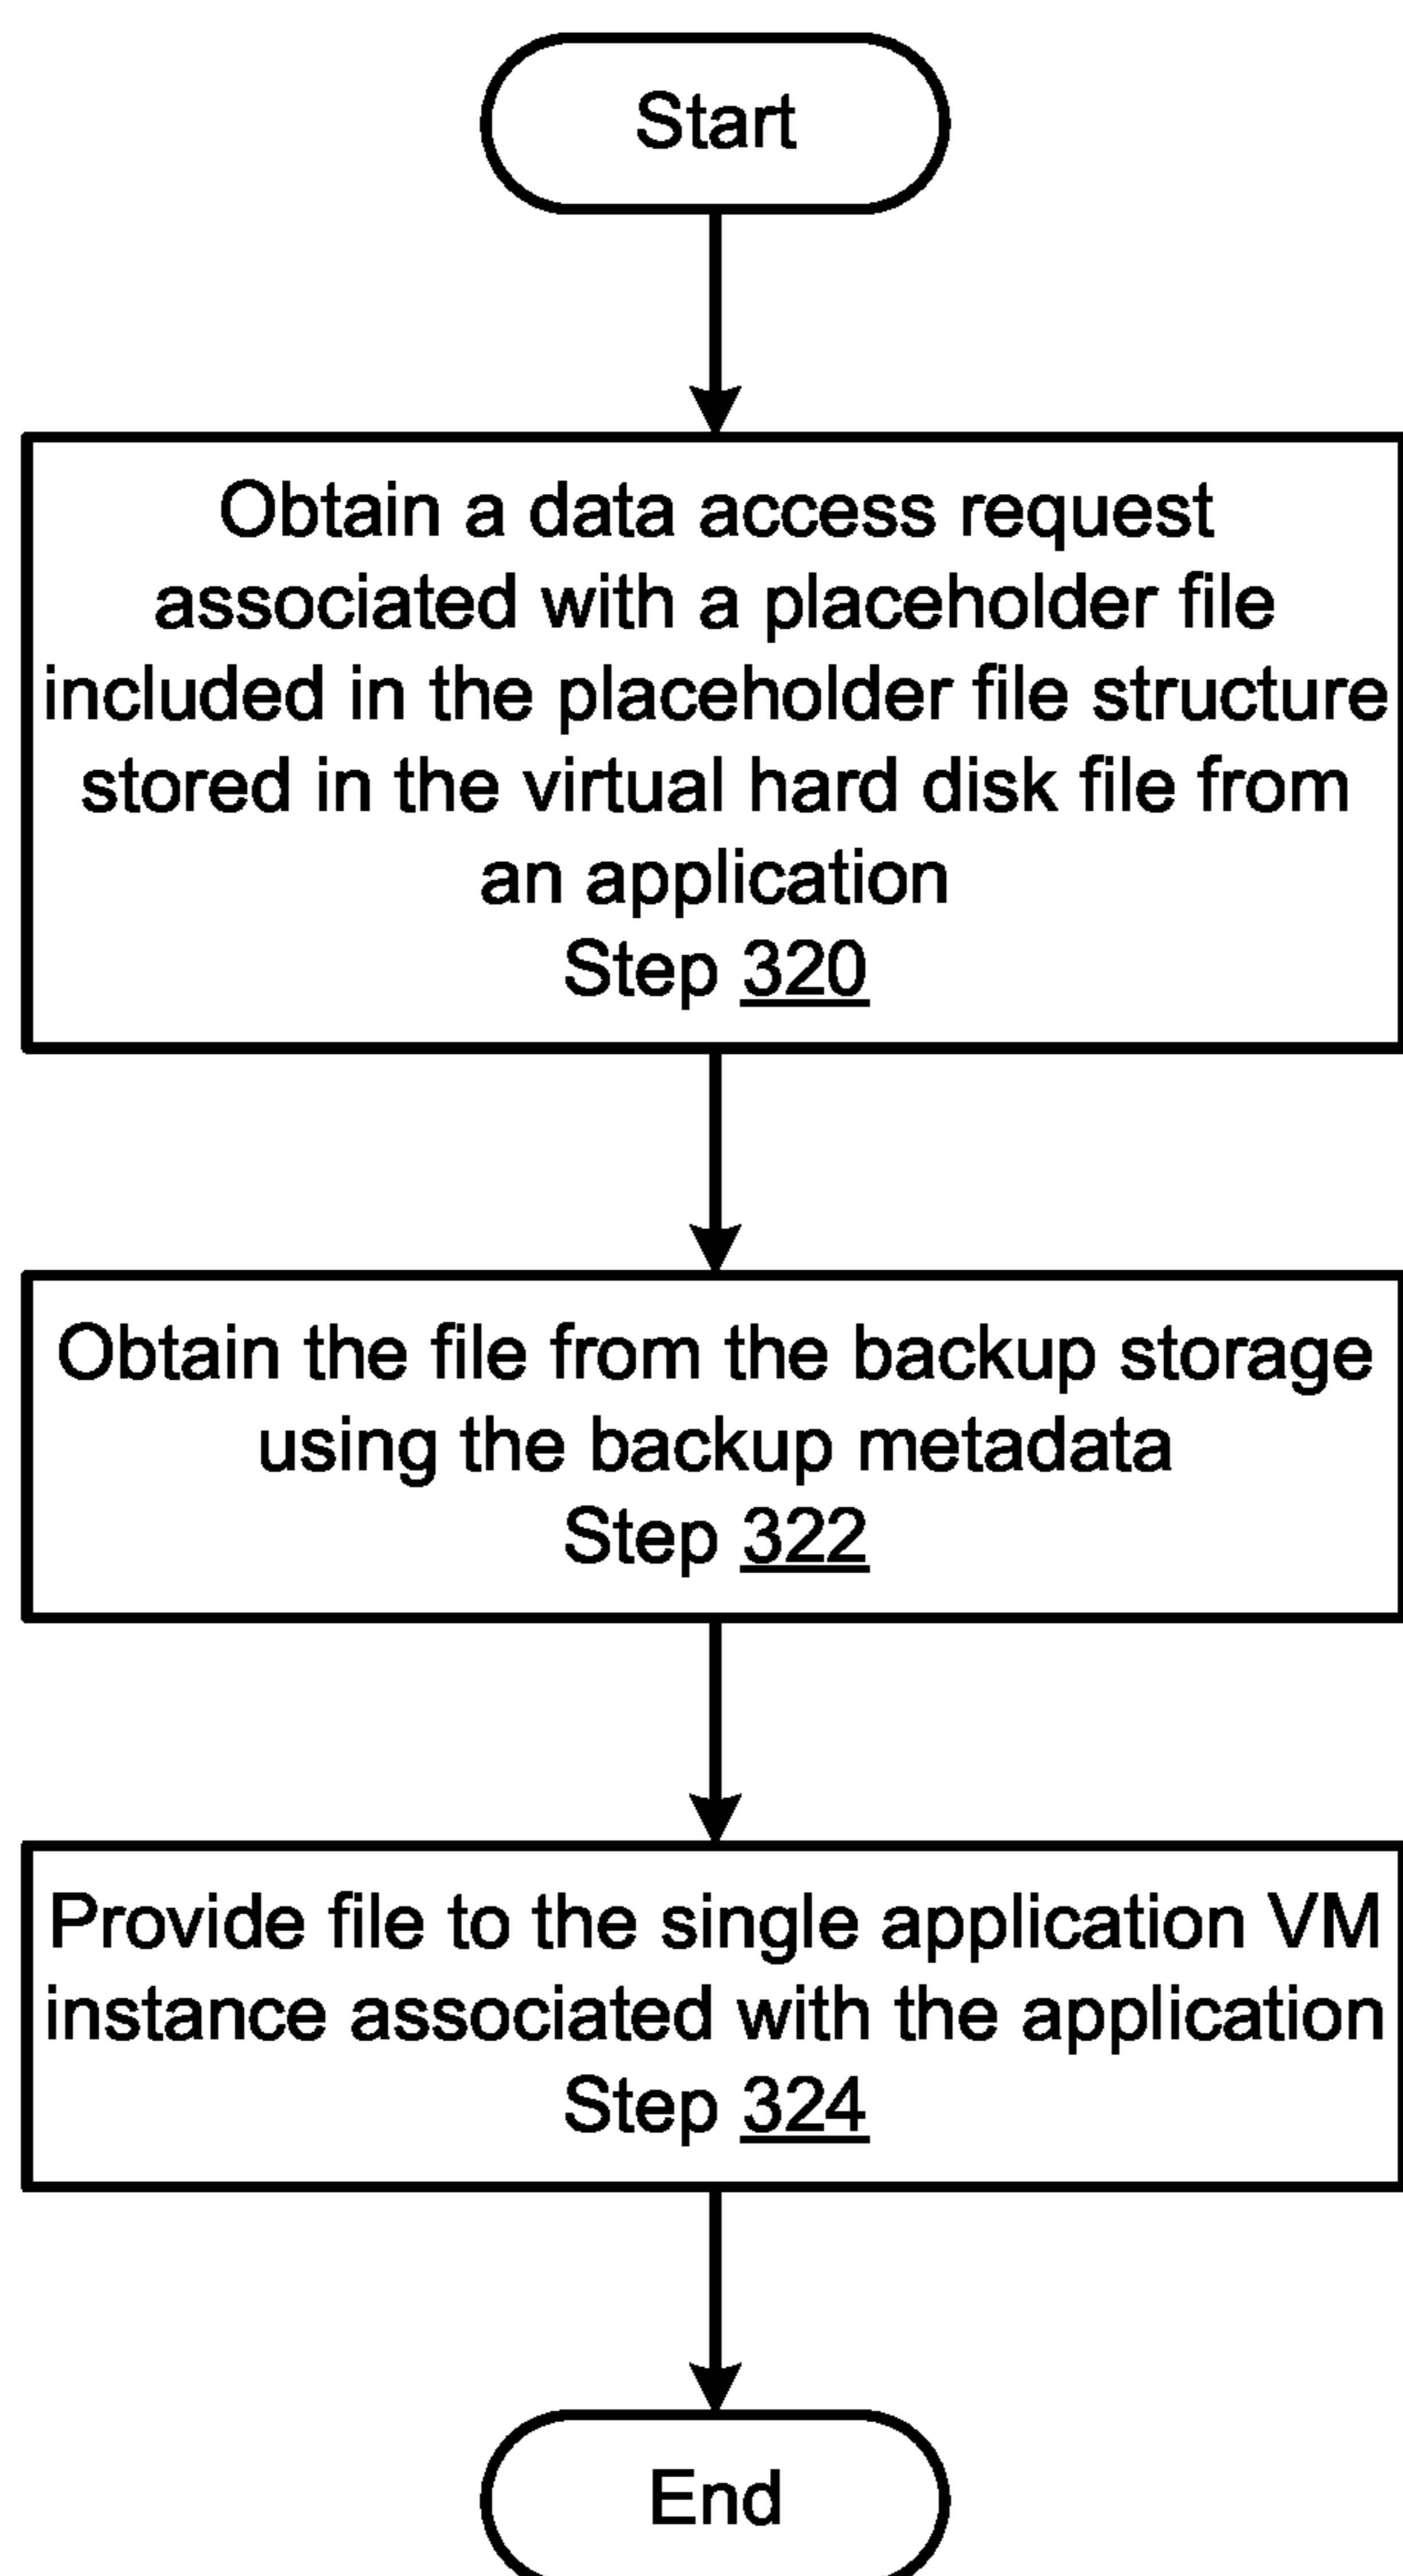 Start
Obtain a data access request
associated with a placeholder file
included in the placeholder file structure
stored in the virtual hard disk file from
an application
Step 320
Obtain the file from the backup storage
using the backup metadata
Step 322
Provide file to the single application VM
instance associated with the application
Step 324
End